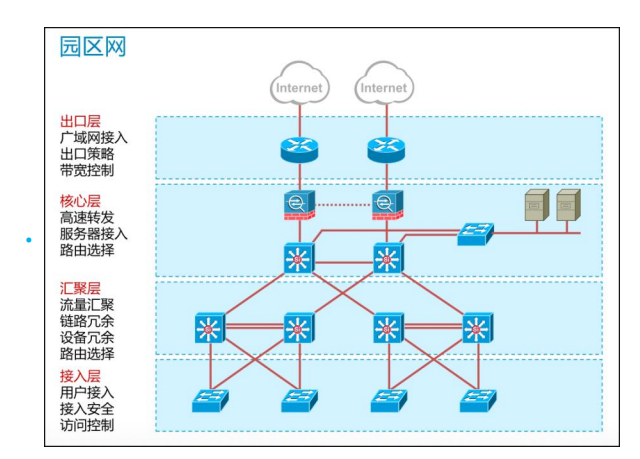 园区网
Internet
Internet
出口层
广域网接入
出口策略
带宽控制
核心层
高速转发
服务器接入
路由选择
汇聚层
流量汇聚
链路冗余
设备冗余
路由选择
接入层
用户接入
接入安全
访问控制